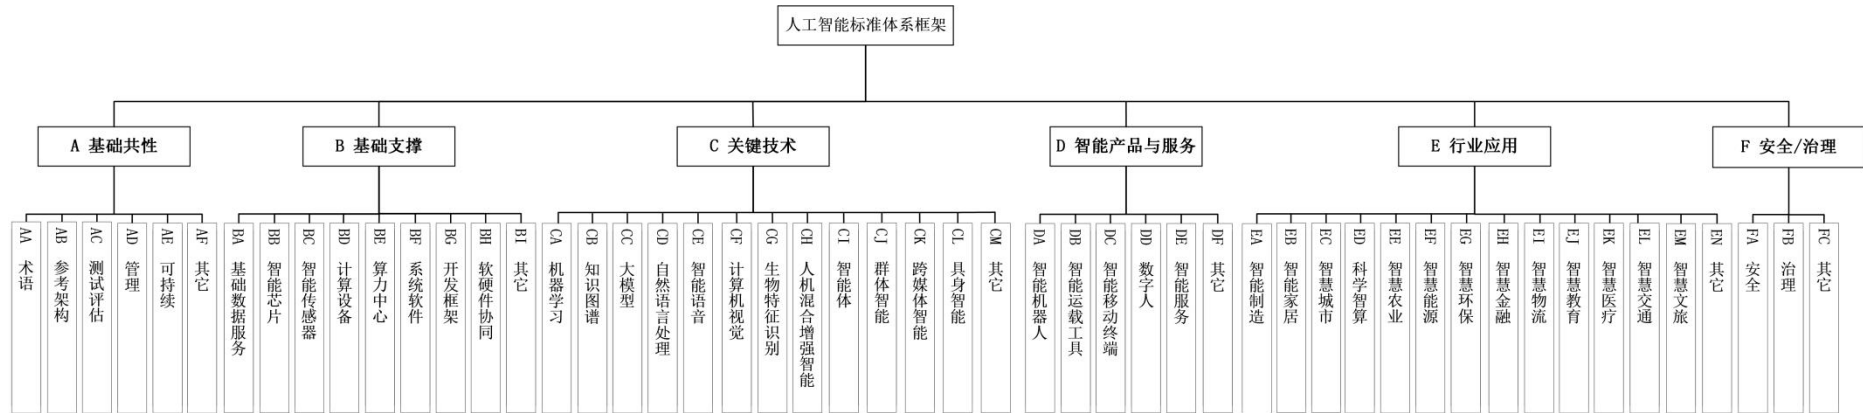 人工智能标准体系框架
A 基础共性
B 基础支撑
C 关键技术
D 智能产品与服务
E 行业应用
F 安全/治理
AA 术语
AB 参考架构
AC 测试评估
AD 管理
AE 可持续
AF 其它
BA 基础数据服务
BB 智能芯片
BC 智能传感器
BD 计算设备
BE 算力中心
BF 系统软件
BG 开发框架
BH 软硬件协同
BI 其它
CA 机器学习
CB 知识图谱
CC 大模型
CD 自然语言处理
CE 智能语音
CF 计算机视觉
CG 生物特征识别
CH 人机混合增强智能
CI 智能体
CJ 群体智能
CK 跨媒体智能
CL 具身智能
CM 其它
DA 智能机器人
DB 智能运载工具
DC 智能移动终端
DD 数字人
DE 智能服务
DF 其它
EA 智能制造
EB 智能家居
EC 智慧城市
ED 科学智算
EE 智慧农业
EF 智慧能源
EG 智慧环保
EH 智慧金融
EI 智慧物流
EJ 智慧教育
EK 智慧医疗
EL 智慧交通
EM 智慧文旅
EN 其它
FA 安全
FB 治理
FC 其它